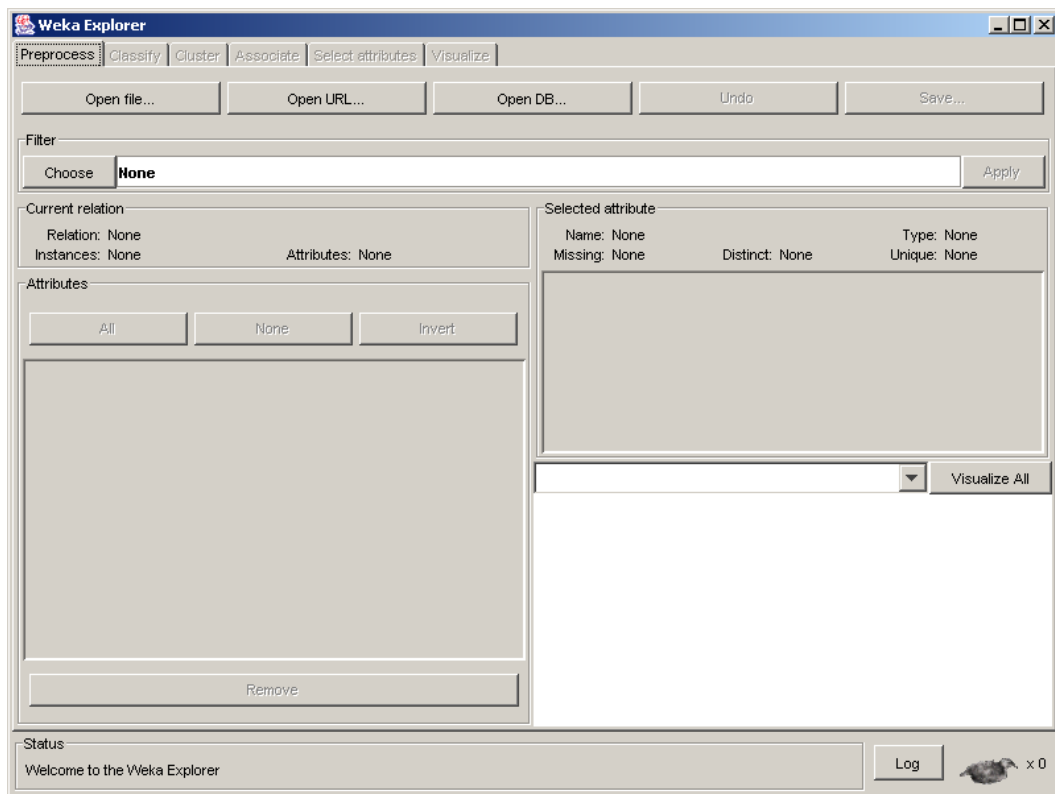 Weka Explorer
Preprocess Classify Cluster Associate Select attributes Visualize
Open file... Open URL... Open DB... Undo Save...
Filter
Choose None Apply
Current relation
Relation: None
Instances: None Attributes: None
Selected attribute
Name: None Type: None
Missing: None Distinct: None Unique: None
Attributes
All None Invert
Remove
Visualize All
Status
Welcome to the Weka Explorer
Log x 0